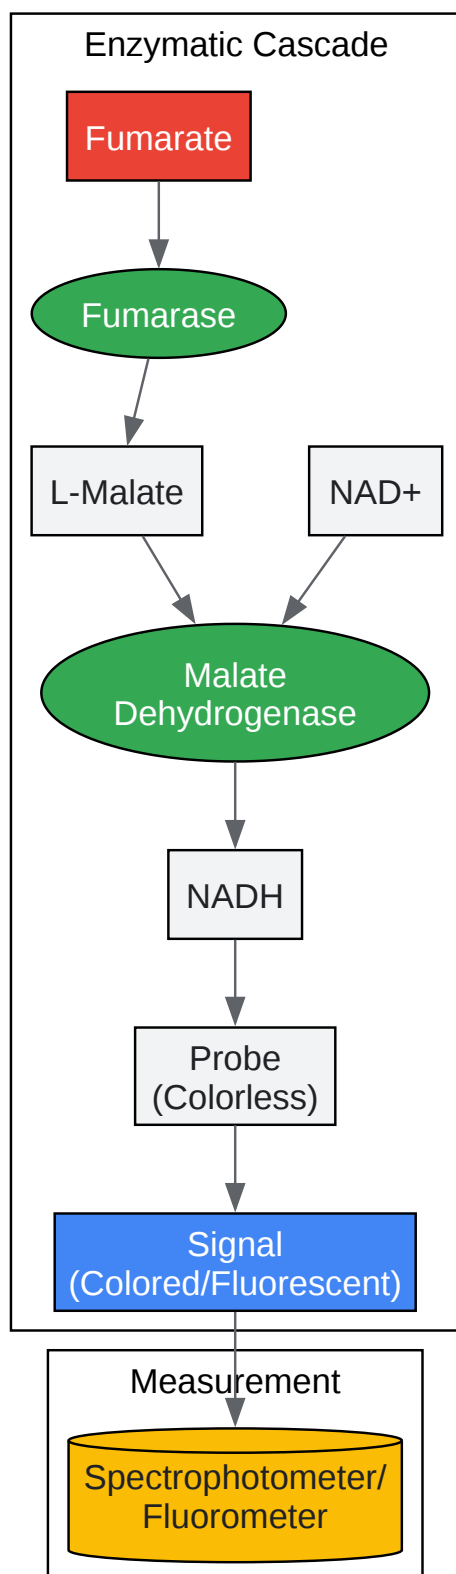 Enzymatic Cascade
Fumarate
Fumarase
L-Malate
NAD+
Malate
Dehydrogenase
NADH
Probe
(Colorless)
Signal
(Colored/Fluorescent)
Measurement
Spectrophotometer/
Fluorometer